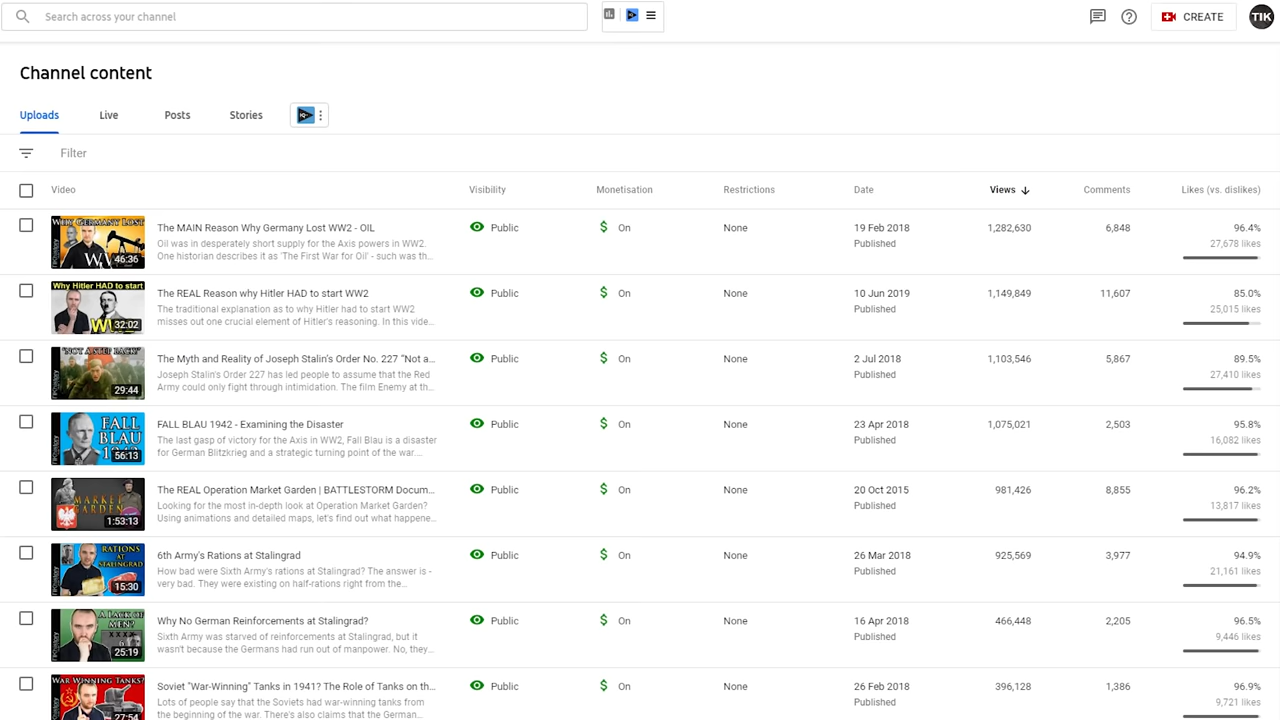 Search across your channel
CREATE
TIK
Channel content
Uploads Live Posts Stories
Filter
Video Visibility Monetisation Restrictions Date Views Comments Likes (vs. dislikes)
WHY GERMANY LOST
46:36
The MAIN Reason Why Germany Lost WW2 - OIL
Oil was in desperately short supply for the Axis powers in WW2.
One historian describes it as 'The First War for Oil' - such was th...
Public On None 19 Feb 2018 1,282,630 6,848 96.4%
Published 27,678 likes
Why Hitler HAD to start
32:02
The REAL Reason why Hitler HAD to start WW2
The traditional explanation as to why Hitler had to start WW2
misses out one crucial element of Hitler's reasoning. In this vide...
Public On None 10 Jun 2019 1,149,849 11,607 85.0%
Published 25,015 likes
"NOT A STEP BACK!"
29:44
The Myth and Reality of Joseph Stalin's Order No. 227 "Not a...
Joseph Stalin's Order 227 has led people to assume that the Red
Army could only fight through intimidation. The film Enemy at th...
Public On None 2 Jul 2018 1,103,546 5,867 89.5%
Published 27,410 likes
FALL
BLAU
56:13
FALL BLAU 1942 - Examining the Disaster
The last gasp of victory for the Axis in WW2, Fall Blau is a disaster
for German Blitzkrieg and a strategic turning point of the war....
Public On None 23 Apr 2018 1,075,021 2,503 95.8%
Published 16,082 likes
MARKET
GARDEN
1:53:13
The REAL Operation Market Garden | BATTLESTORM Docum...
Looking for the most in-depth look at Operation Market Garden?
Using animations and detailed maps, let's find out what happene...
Public On None 20 Oct 2015 981,426 8,855 96.2%
Published 13,817 likes
RATIONS
AT
STALINGRAD
15:30
6th Army's Rations at Stalingrad
How bad were Sixth Army's rations at Stalingrad? The answer is -
very bad. They were existing on half-rations right from the...
Public On None 26 Mar 2018 925,569 3,977 94.9%
Published 21,161 likes
A LACK OF
MEN?
XXXX
6
25:19
Why No German Reinforcements at Stalingrad?
Sixth Army was starved of reinforcements at Stalingrad, but it
wasn't because the Germans had run out of manpower. No, they...
Public On None 16 Apr 2018 466,448 2,205 96.5%
Published 9,446 likes
WAR WINNING TANKS?
27:54
Soviet "War-Winning" Tanks in 1941? The Role of Tanks on th...
Lots of people say that the Soviets had war-winning tanks from
the beginning of the war. There's also claims that the German...
Public On None 26 Feb 2018 396,128 1,386 96.9%
Published 9,721 likes